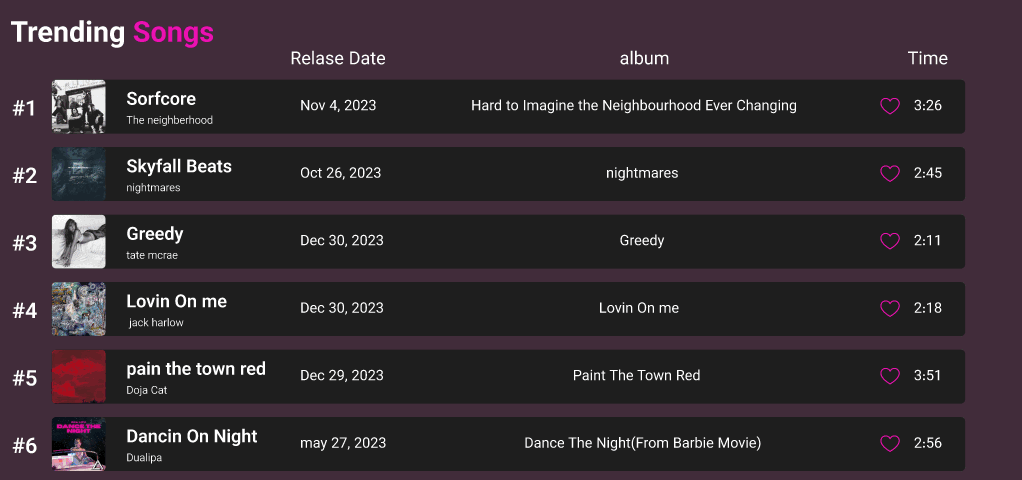 Trending Songs
Relase Date album Time
#1 Sorfcore Nov 4, 2023 Hard to Imagine the Neighbourhood Ever Changing 3:26
The neighberhood
#2 Skyfall Beats Oct 26, 2023 nightmares 2:45
nightmares
#3 Greedy Dec 30, 2023 Greedy 2:11
tate mcrae
#4 Lovin On me Dec 30, 2023 Lovin On me 2:18
jack harlow
#5 pain the town red Dec 29, 2023 Paint The Town Red 3:51
Doja Cat
DANCE THE
NIGHT
#6 Dancin On Night may 27, 2023 Dance The Night(From Barbie Movie) 2:56
Dualipa